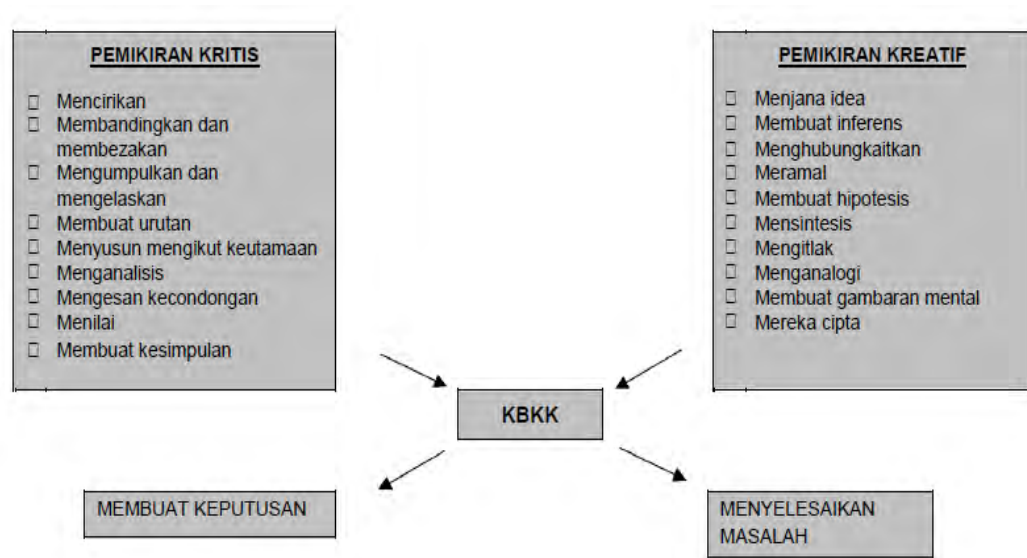 PEMIKIRAN KRITIS
Mencirikan
Membandingkan dan
membezakan
Mengumpulkan dan
mengelaskan
Membuat urutan
Menyusun mengikut keutamaan
Menganalisis
Mengesan kecondongan
Menilai
Membuat kesimpulan
PEMIKIRAN KREATIF
Menjana idea
Membuat inferens
Menghubungkaitkan
Meramal
Membuat hipotesis
Mensintesis
Mengitlak
Menganalogi
Membuat gambaran mental
Mereka cipta
KBKK
MEMBUAT KEPUTUSAN
MENYELESAIKAN
MASALAH